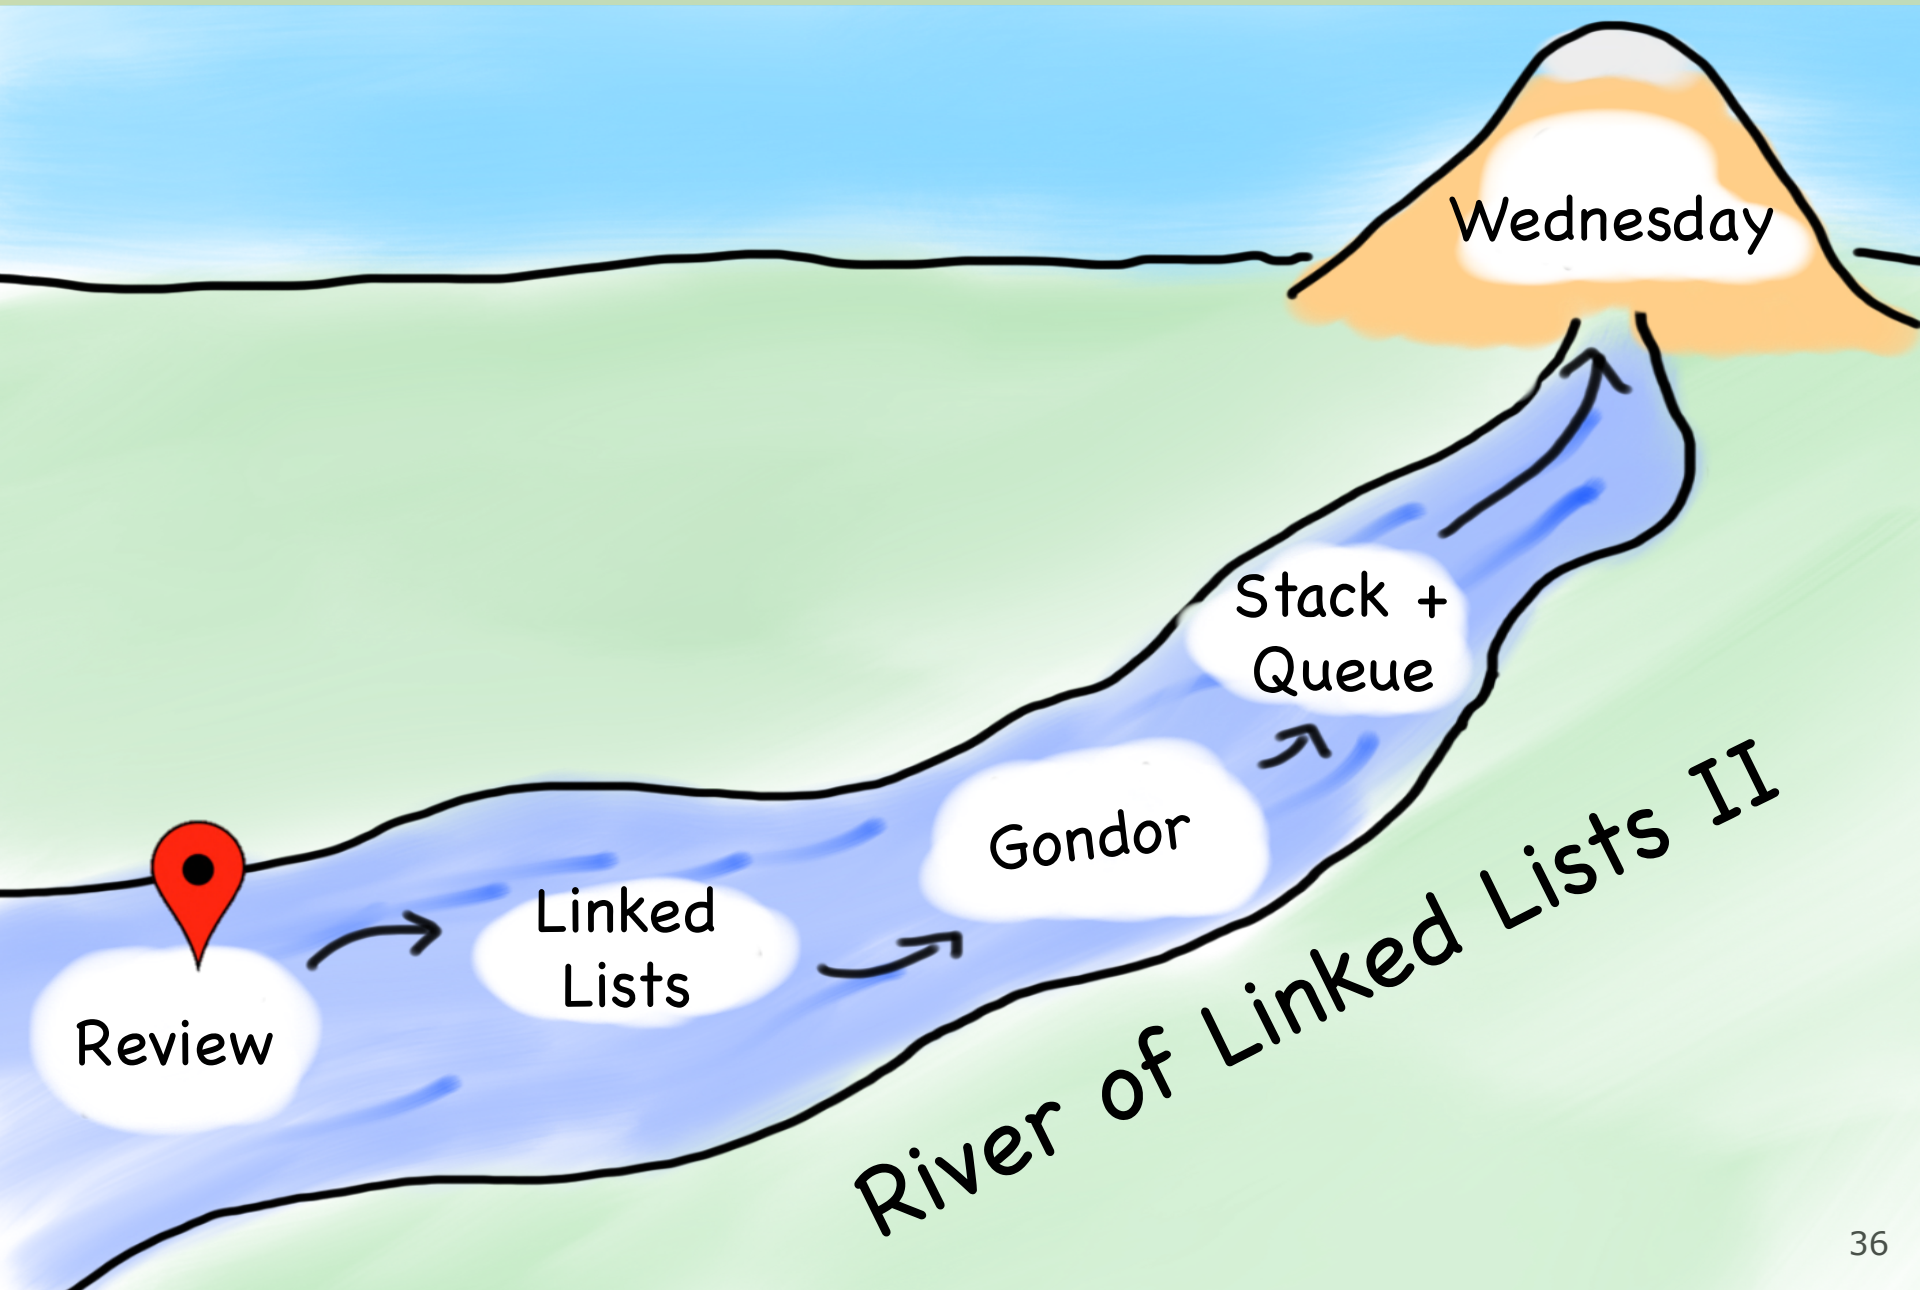 Wednesday
Stack +
Queue
Gondor
Linked
Lists
Review
River of Linked Lists II
36